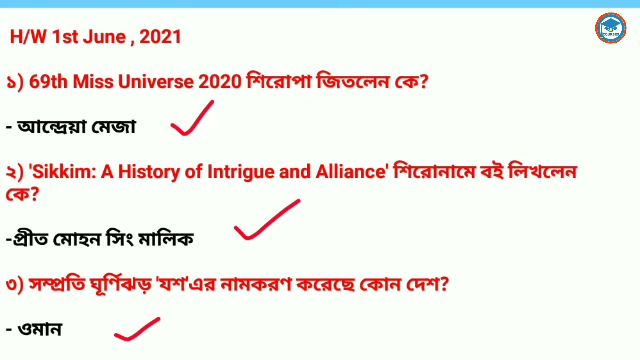 H/W 1st June , 2021
১) 69th Miss Universe 2020 শিরোপা জিতলেন কে?
- আন্দ্রেয়া মেজা
২) 'Sikkim: A History of Intrigue and Alliance' শিরোনামে বই লিখলেন
কে?
-প্রীত মোহন সিং মালিক
৩) সম্প্রতি ঘূর্ণিঝড় 'যশ'এর নামকরণ করেছে কোন দেশ?
- ওমান